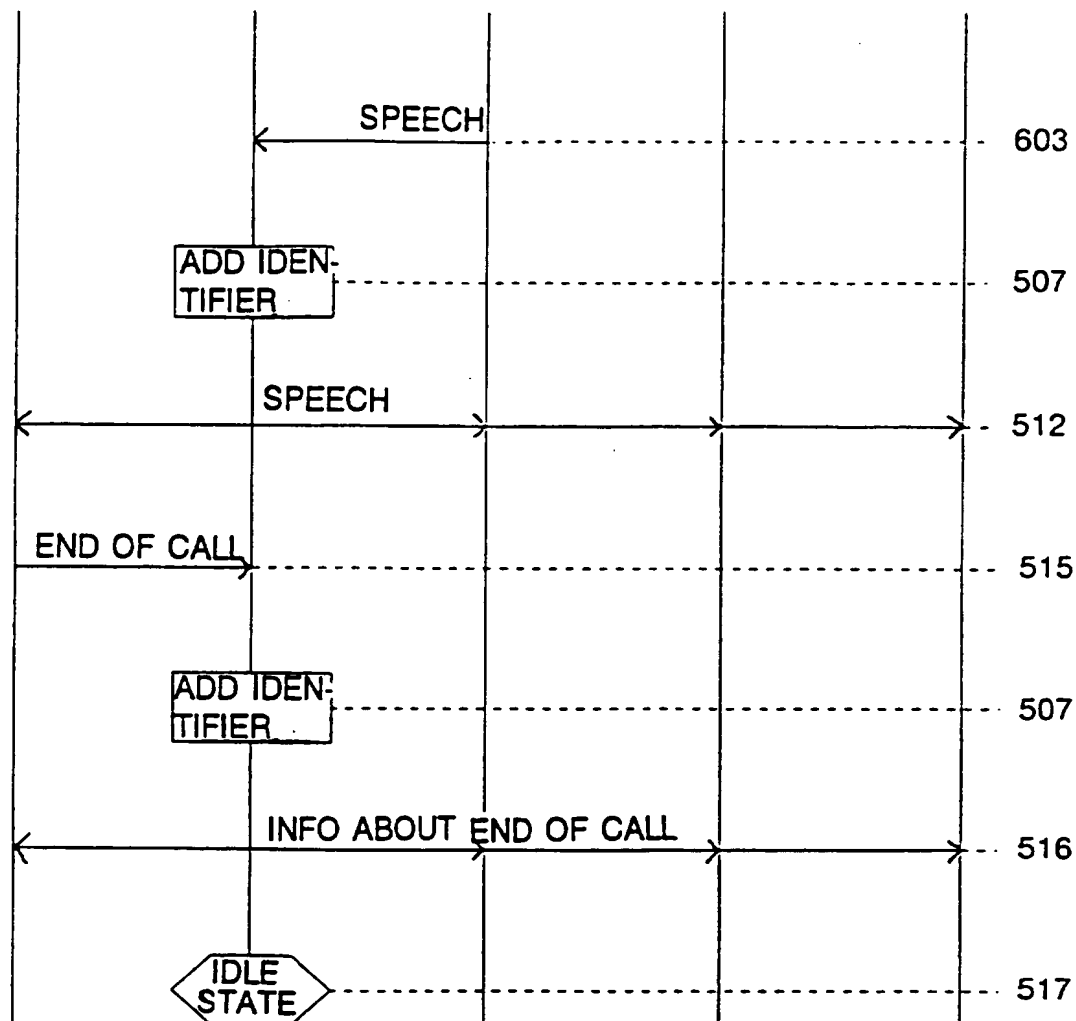 SPEECH
603
ADD IDEN-
TIFIER
507
SPEECH
512
END OF CALL
515
ADD IDEN-
TIFIER
507
INFO ABOUT END OF CALL
516
IDLE
STATE
517